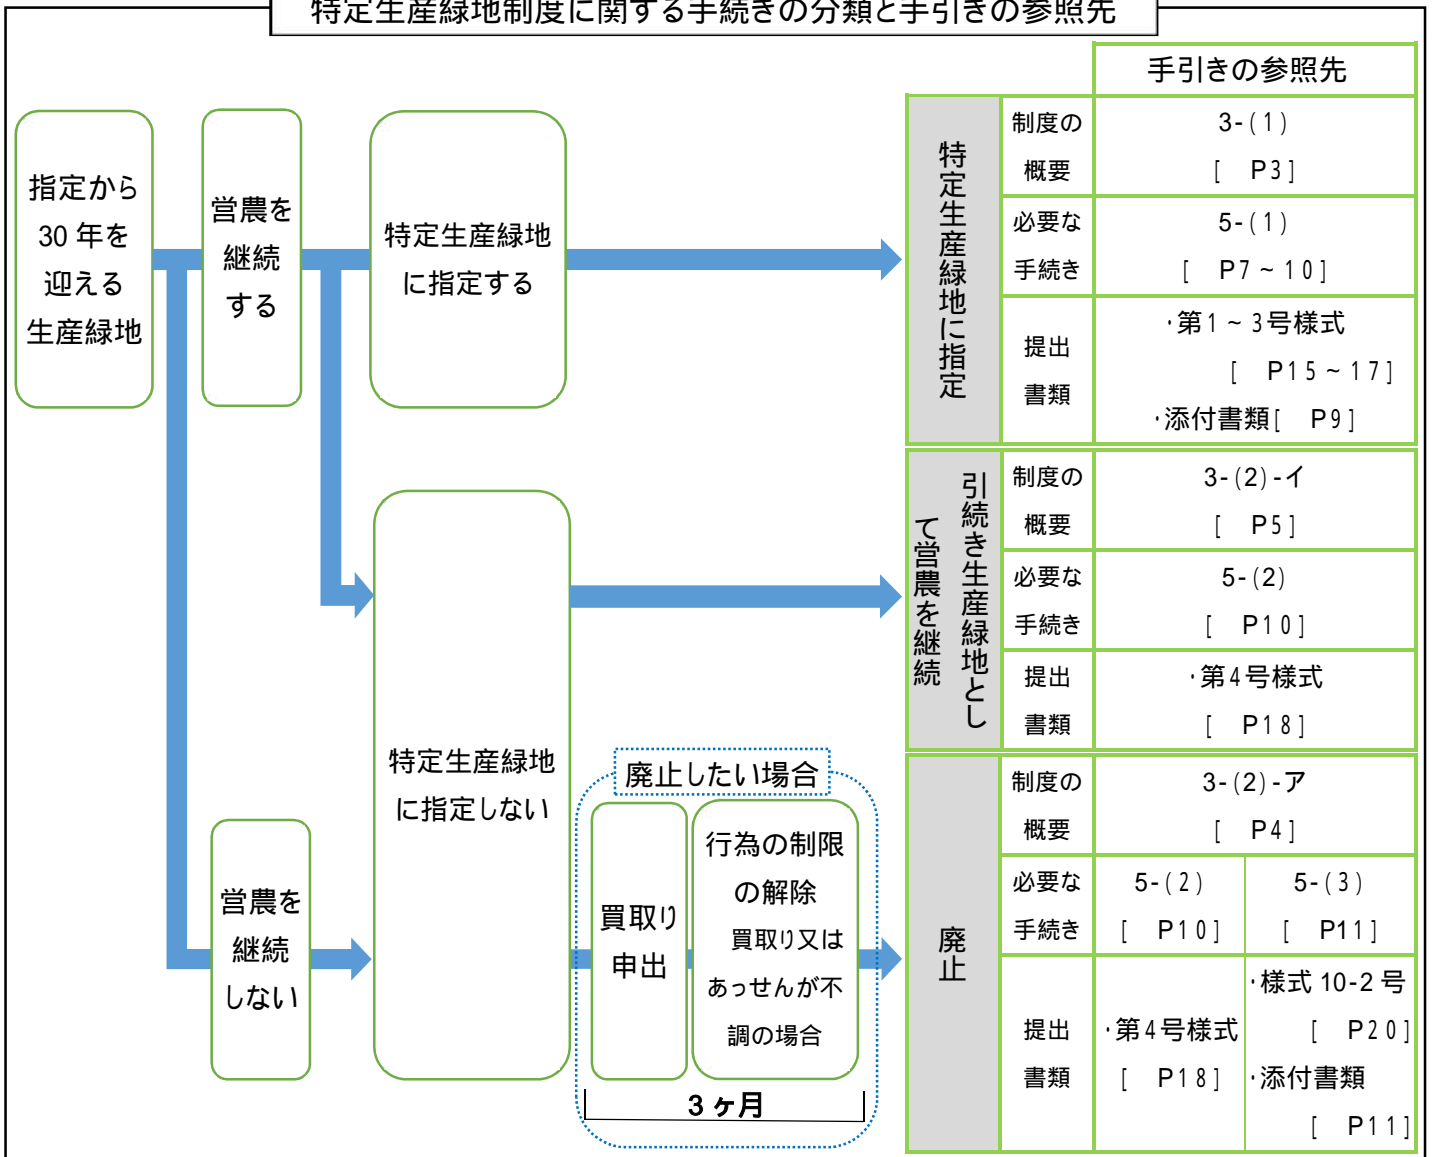 特定生産緑地制度に関する手続きの分類と手引きの参照先
指定から
30年を
迎える
生産緑地
営農を
継続
する
特定生産緑地
に指定する
営農を
継続
しない
特定生産緑地
に指定しない
廃止したい場合
買取り
申出
行為の制限
の解除
買取り又は
あっせんが不
調の場合
3ヶ月
手引きの参照先
特定生産緑地に指定
制度の
概要
3-(1)
[ P3]
必要な
手続き
5-(1)
[ P7~10]
提出
書類
・第1~3号様式
[ P15~17]
・添付書類[ P9]
引続き生産緑地とし
て営農を継続
制度の
概要
3-(2)-イ
[ P5]
必要な
手続き
5-(2)
[ P10]
提出
書類
・第4号様式
[ P18]
廃止
制度の
概要
3-(2)-ア
[ P4]
必要な
手続き
5-(2)
[ P10]
5-(3)
[ P11]
提出
書類
・第4号様式
[ P18]
・様式10-2号
[ P20]
・添付書類
[ P11]